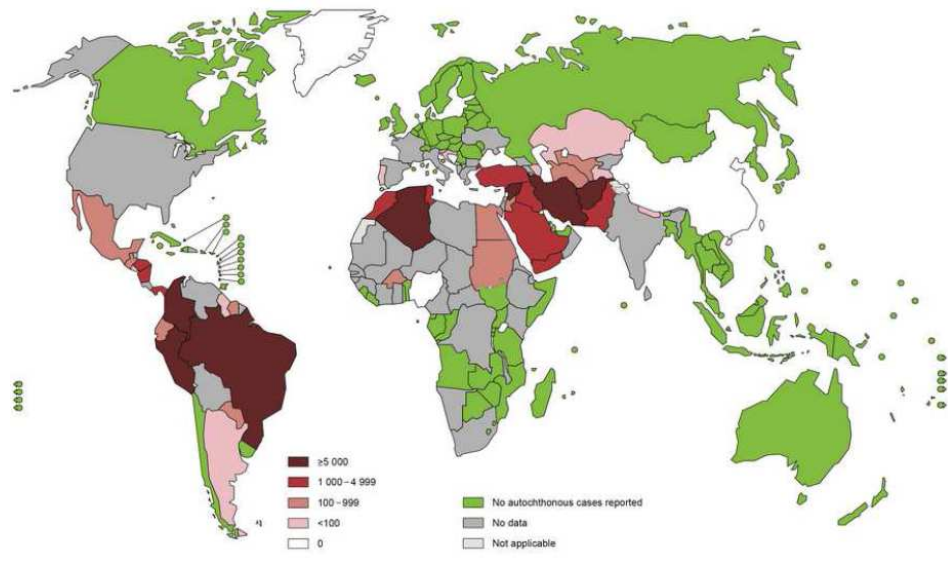 ≥5 000
1 000–4 999
100–999
<100
0
No autochthonous cases reported
No data
Not applicable